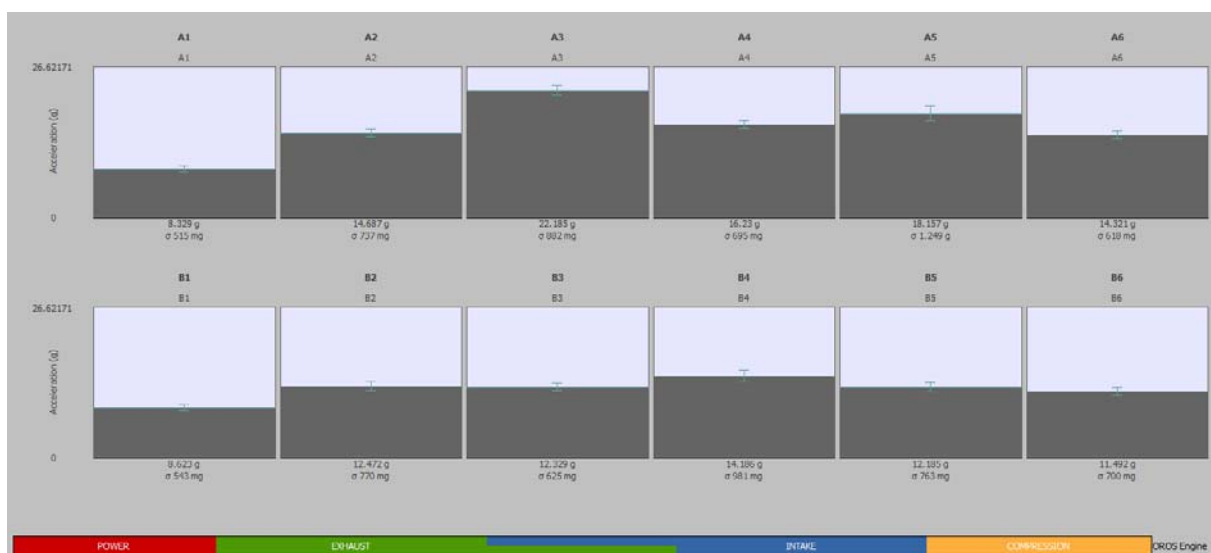 A1 A2 A3 A4 A5 A6
A1 A2 A3 A4 A5 A6
26.62171
Acceleration (g)
0
8.329 g 14.687 g 22.185 g 16.23 g 18.157 g 14.321 g
σ 515 mg σ 737 mg σ 882 mg σ 695 mg σ 1.249 g σ 618 mg
B1 B2 B3 B4 B5 B6
B1 B2 B3 B4 B5 B6
26.62171
Acceleration (g)
0
8.623 g 12.472 g 12.329 g 14.186 g 12.185 g 11.492 g
σ 543 mg σ 770 mg σ 625 mg σ 981 mg σ 763 mg σ 700 mg
POWER EXHAUST INTAKE COMPRESSION OROS Engine